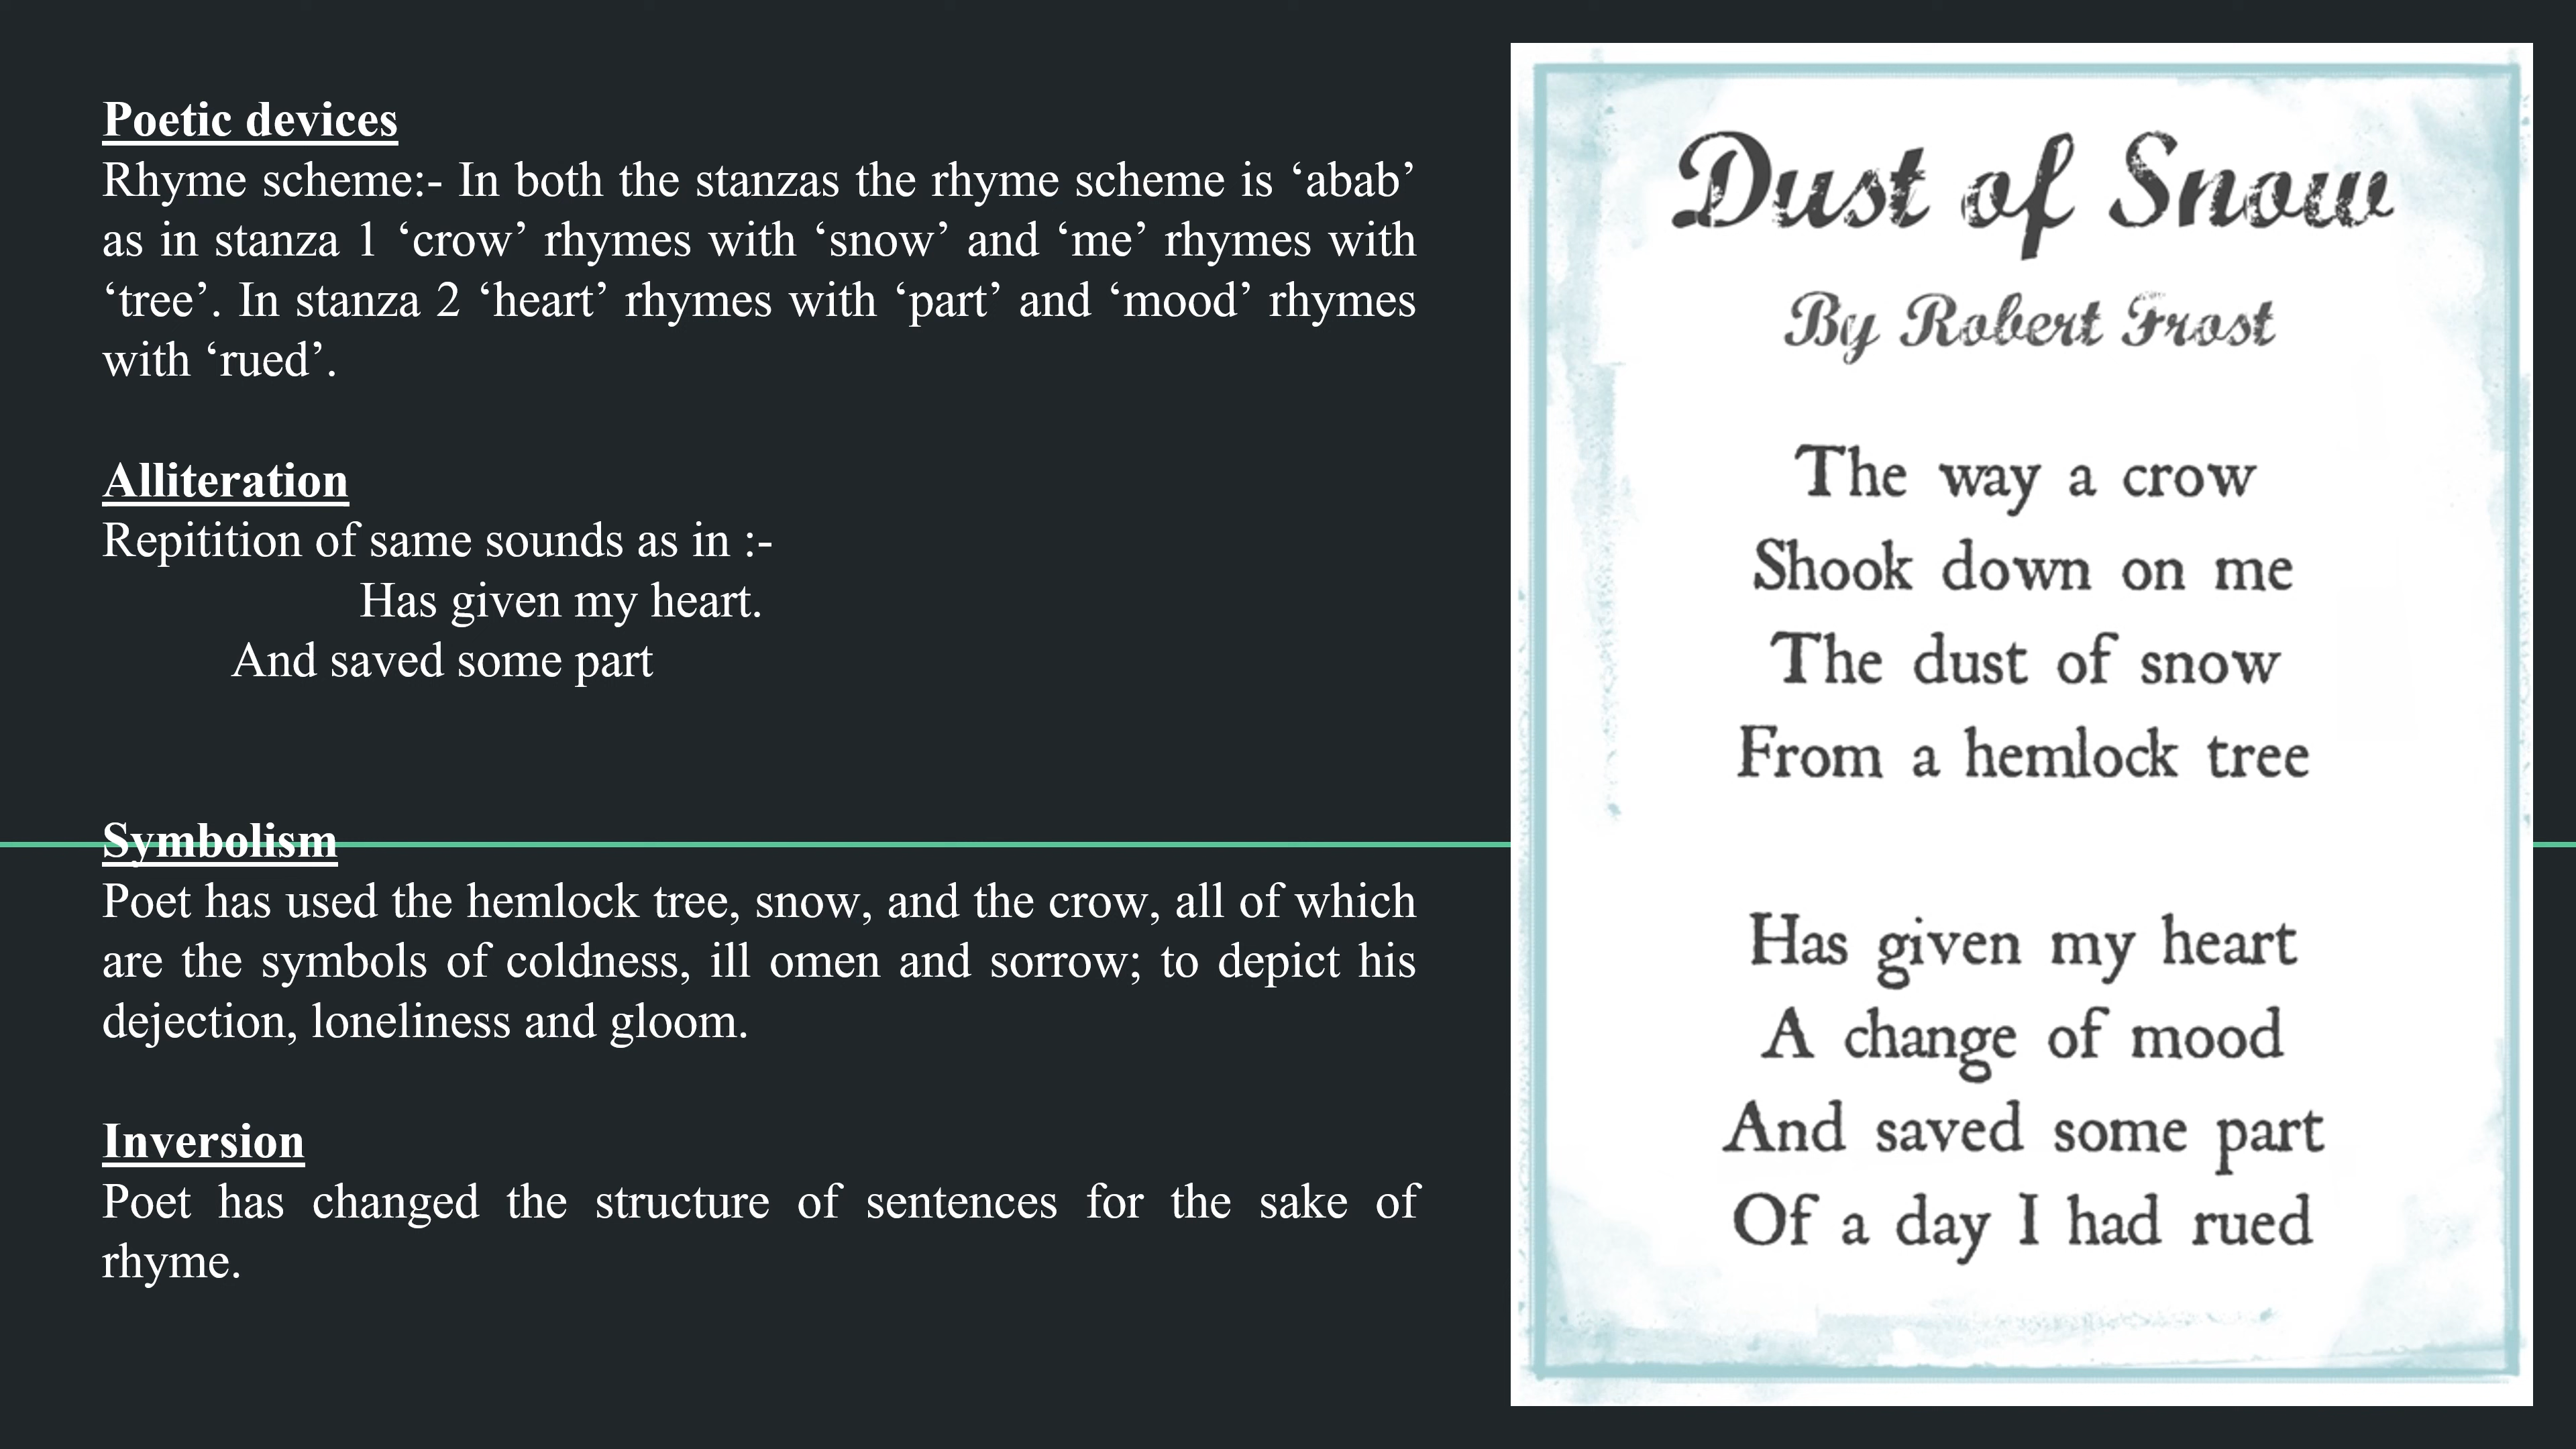 Poetic devices
Rhyme scheme:- In both the stanzas the rhyme scheme is ‘abab’
as in stanza 1 ‘crow’ rhymes with ‘snow’ and ‘me’ rhymes with
‘tree’. In stanza 2 ‘heart’ rhymes with ‘part’ and ‘mood’ rhymes
with ‘rued’.
Alliteration
Repitition of same sounds as in :-
Has given my heart.
And saved some part
Symbolism
Poet has used the hemlock tree, snow, and the crow, all of which
are the symbols of coldness, ill omen and sorrow; to depict his
dejection, loneliness and gloom.
Inversion
Poet has changed the structure of sentences for the sake of
rhyme.
Dust of Snow
By Robert Frost
The way a crow
Shook down on me
The dust of snow
From a hemlock tree
Has given my heart
A change of mood
And saved some part
Of a day I had rued